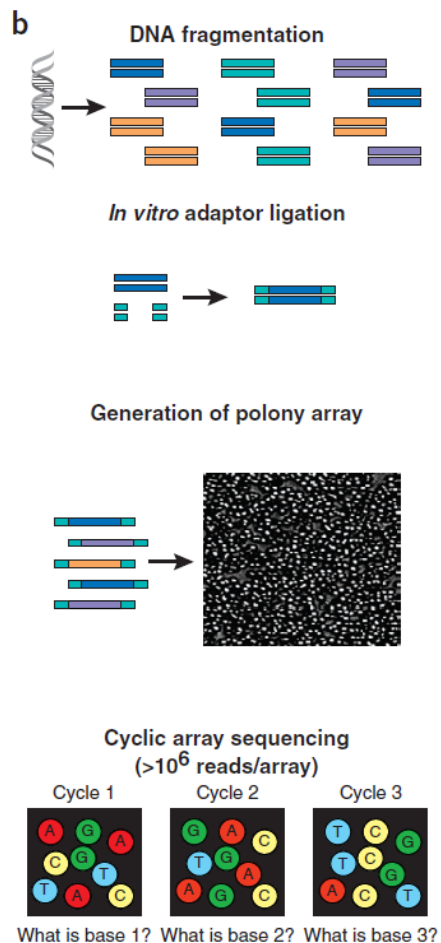 b
DNA fragmentation
In vitro adaptor ligation
Generation of polony array
Cyclic array sequencing
(>10⁶ reads/array)
Cycle 1 Cycle 2 Cycle 3
A G A
C G T
T A C
G A C
T G A
A G C
T C G
T C G
A C T
What is base 1? What is base 2? What is base 3?